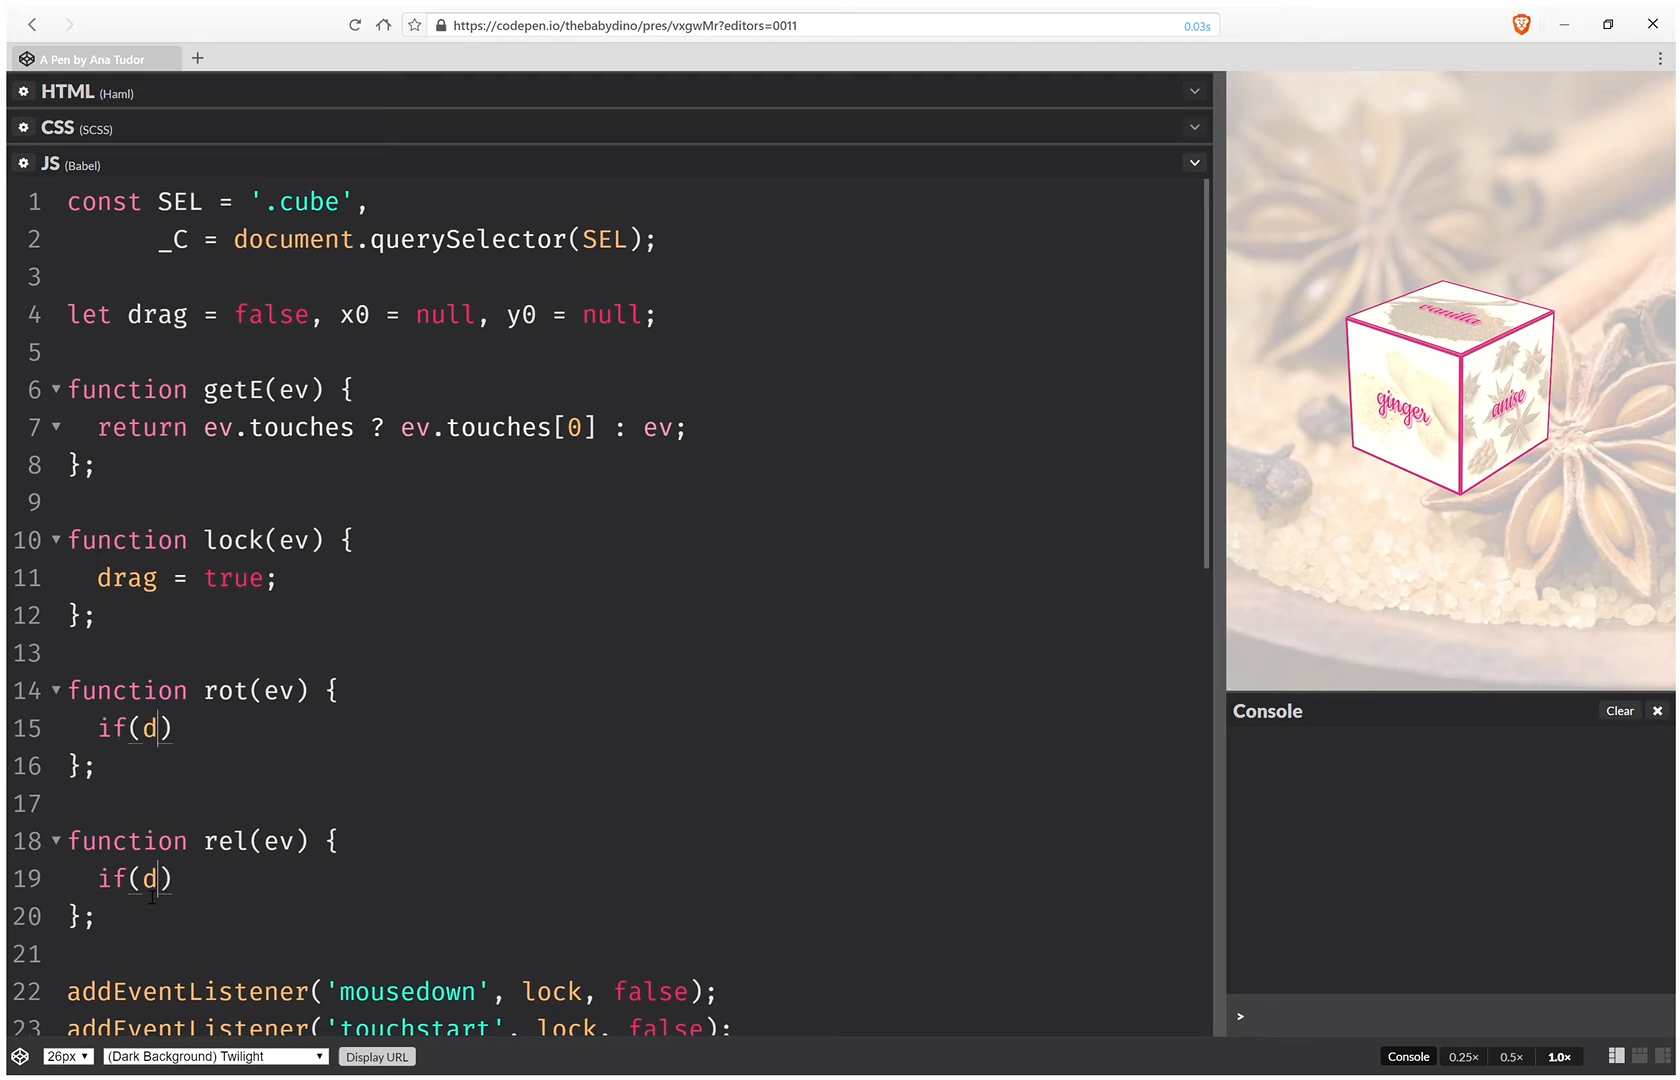 https://codepen.io/thebabydino/pres/vxgwMr?editors=0011
0.03s
A Pen by Ana Tudor
HTML (Haml)
CSS (SCSS)
JS (Babel)
1 const SEL = '.cube',
2 _C = document.querySelector(SEL);
3
4 let drag = false, x0 = null, y0 = null;
5
6 function getE(ev) {
7 return ev.touches ? ev.touches[0] : ev;
8 };
9
10 function lock(ev) {
11 drag = true;
12 };
13
14 function rot(ev) {
15 if(d)
16 };
17
18 function rel(ev) {
19 if(d)
20 };
21
22 addEventListener('mousedown', lock, false);
23 addEventListener('touchstart', lock, false);
vanilla
ginger
anise
Console
Clear
>
26px
(Dark Background) Twilight
Display URL
Console
0.25×
0.5×
1.0×